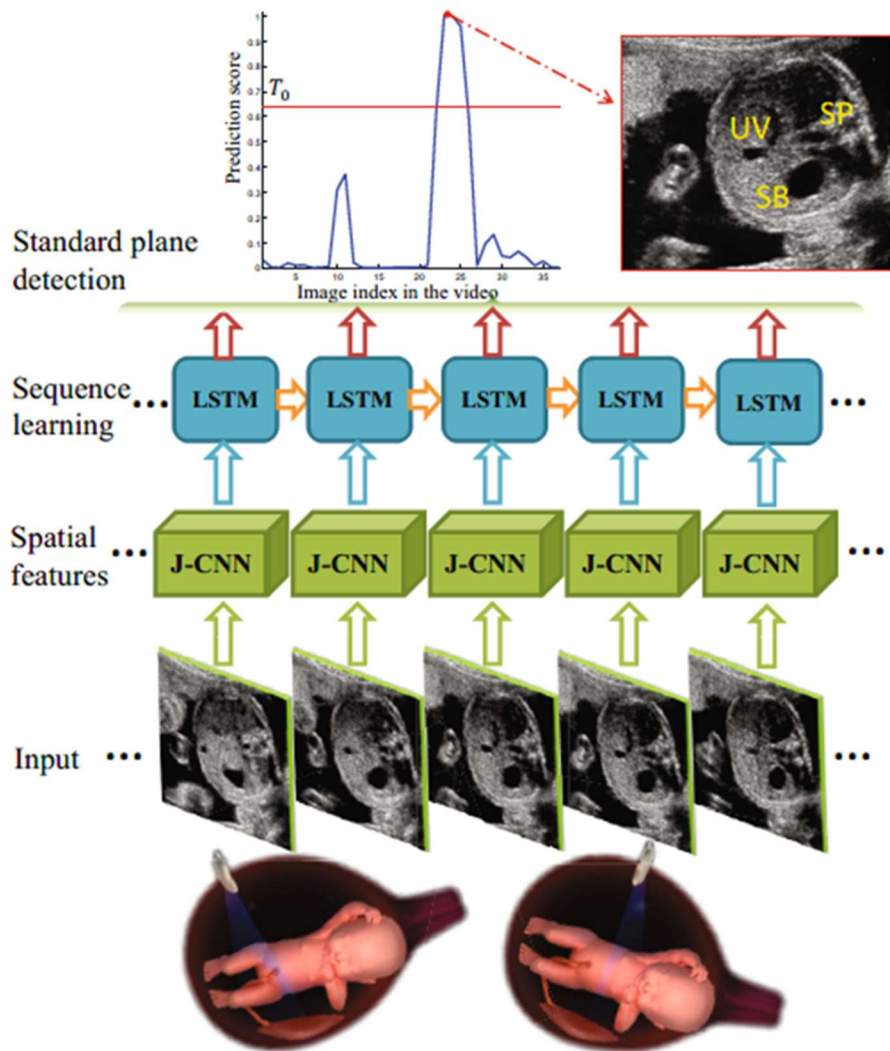 1
0.9
0.8
0.7
T₀
0.6
0.5
0.4
0.3
0.2
0.1
0
Prediction score
5 10 15 20 25 30 35
Image index in the video
UV
SP
SB
Standard plane
detection
Sequence
learning
... LSTM LSTM LSTM LSTM LSTM ...
Spatial
features
... J-CNN J-CNN J-CNN J-CNN J-CNN ...
Input
... ...